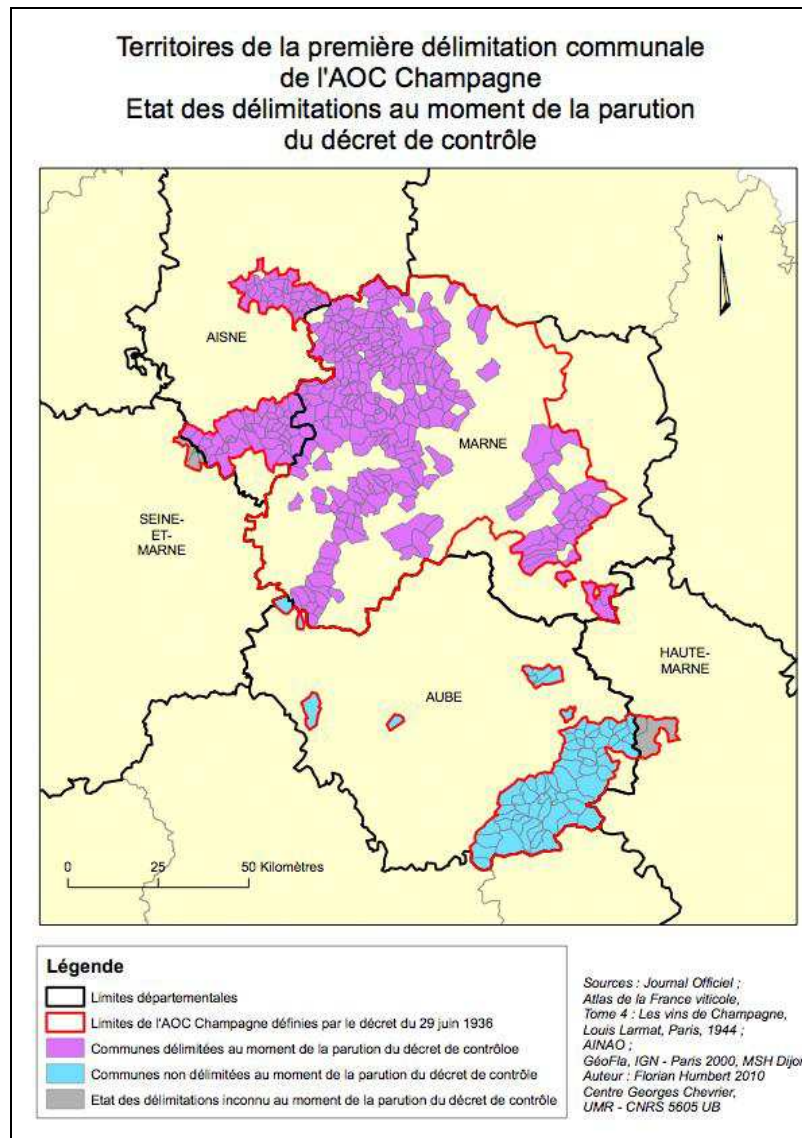 Territoires de la première délimitation communale
de l'AOC Champagne
Etat des délimitations au moment de la parution
du décret de contrôle
N
AISNE
MARNE
SEINE-
ET-
MARNE
HAUTE-
MARNE
AUBE
0 25 50 Kilomètres
Légende
Limites départementales
Limites de l'AOC Champagne définies par le décret du 29 juin 1936
Communes délimitées au moment de la parution du décret de contrôloe
Communes non délimitées au moment de la parution du décret de contrôle
Etat des délimitations inconnu au moment de la parution du décret de contrôle
Sources : Journal Officiel ;
Atlas de la France viticole,
Tome 4 : Les vins de Champagne,
Louis Larmat, Paris, 1944 ;
AINAO ;
GéoFla, IGN - Paris 2000, MSH Dijon
Auteur : Florian Humbert 2010
Centre Georges Chevrier,
UMR - CNRS 5605 UB